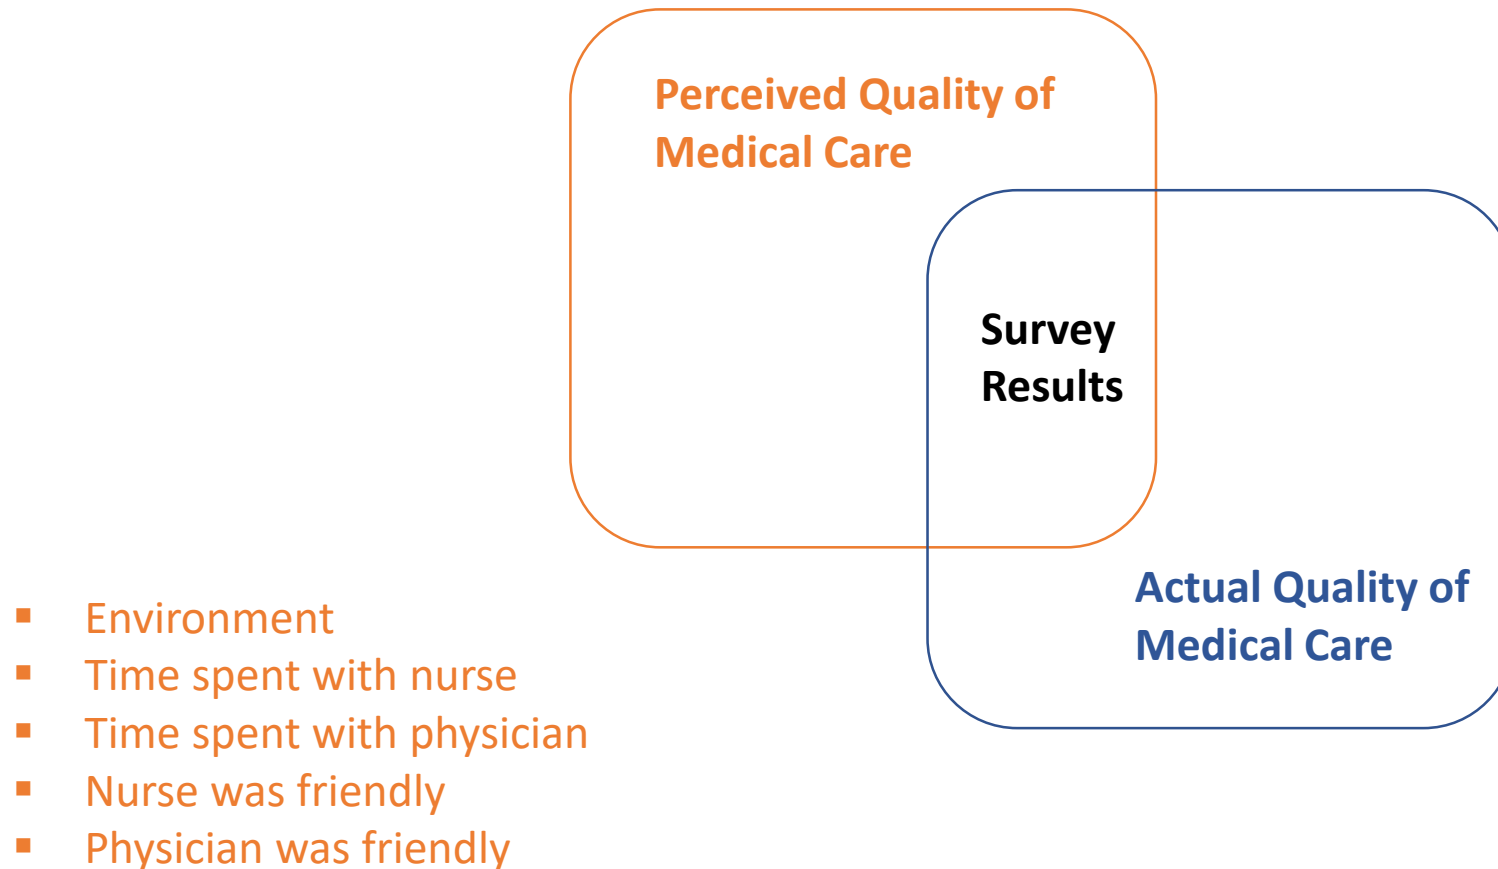 Perceived Quality of
Medical Care
Survey
Results
Actual Quality of
Medical Care
▪ Environment
▪ Time spent with nurse
▪ Time spent with physician
▪ Nurse was friendly
▪ Physician was friendly